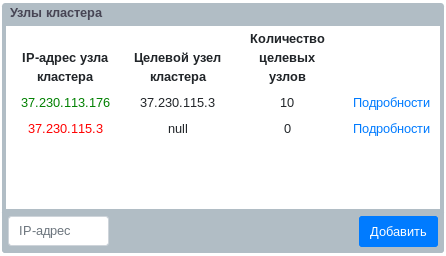 Узлы кластера
IP-адрес узла кластера
Целевой узел кластера
Количество целевых узлов
37.230.113.176 37.230.115.3 10 Подробности
37.230.115.3 null 0 Подробности
IP-адрес Добавить